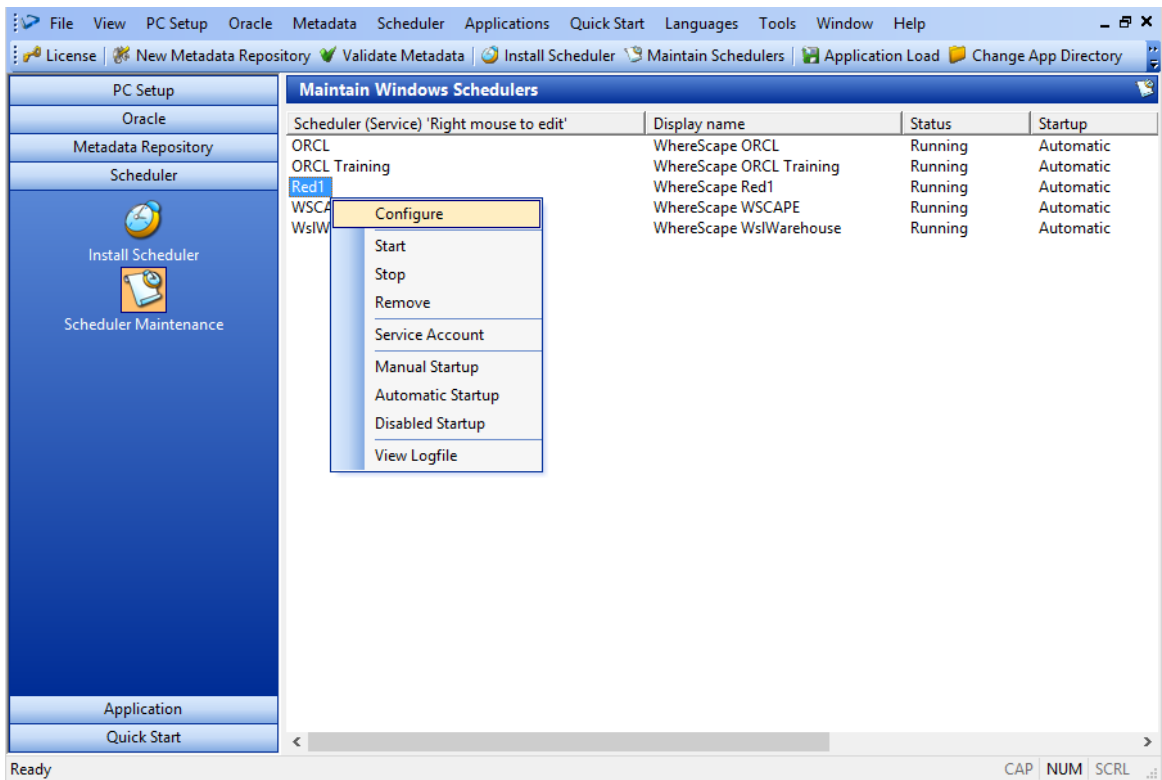 File View PC Setup Oracle Metadata Scheduler Applications Quick Start Languages Tools Window Help
License New Metadata Repository Validate Metadata Install Scheduler Maintain Schedulers Application Load Change App Directory
PC Setup
Oracle
Metadata Repository
Scheduler
Install Scheduler
Scheduler Maintenance
Application
Quick Start
Maintain Windows Schedulers
Scheduler (Service) 'Right mouse to edit' Display name Status Startup
ORCL WhereScape ORCL Running Automatic
ORCL Training WhereScape ORCL Training Running Automatic
Red1 WhereScape Red1 Running Automatic
WSCA WhereScape WSCAPE Running Automatic
WslW WhereScape WslWarehouse Running Automatic
Configure
Start
Stop
Remove
Service Account
Manual Startup
Automatic Startup
Disabled Startup
View Logfile
Ready CAP NUM SCRL